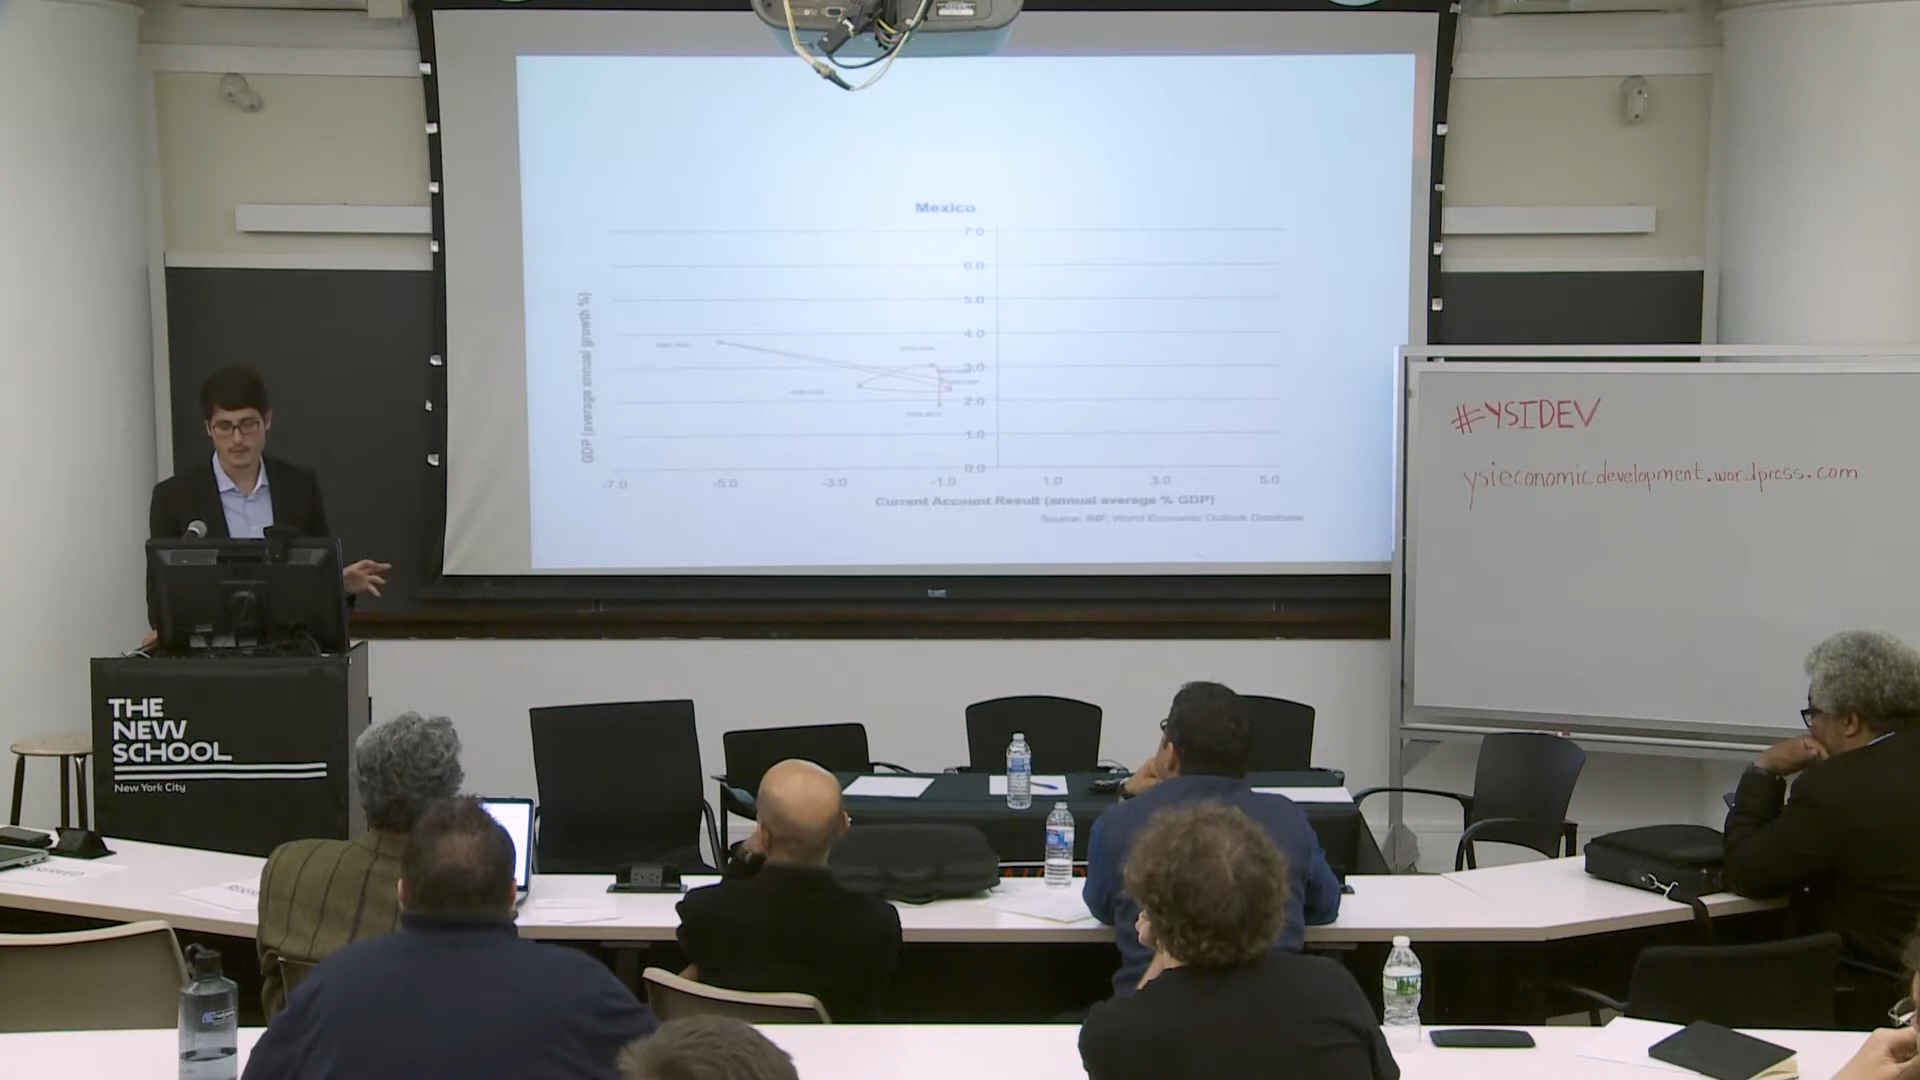 Mexico
7.0
6.0
5.0
4.0
3.0
2.0
1.0
0.0
GDP (average annual growth %)
-7.0 -5.0 -3.0 -1.0 1.0 3.0 5.0
Current Account Result (annual average % GDP)
Source: IMF, World Economic Outlook Database
#YSIDEV
ysieconomicdevelopment.wordpress.com
THE
NEW
SCHOOL
New York City